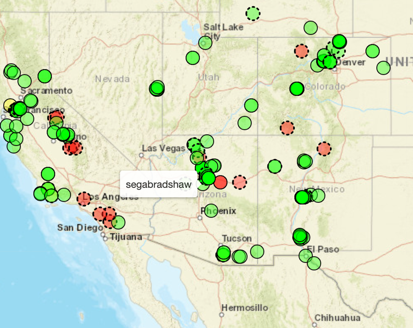 Salt Lake
City
Sacramento
Nevada
Utah
Denver
UNIT
Colorado
Las Vegas
segabradshaw
Los Angeles
Phoenix
San Diego
Tijuana
Tucson
El Paso
Hermosillo
Chihuahua